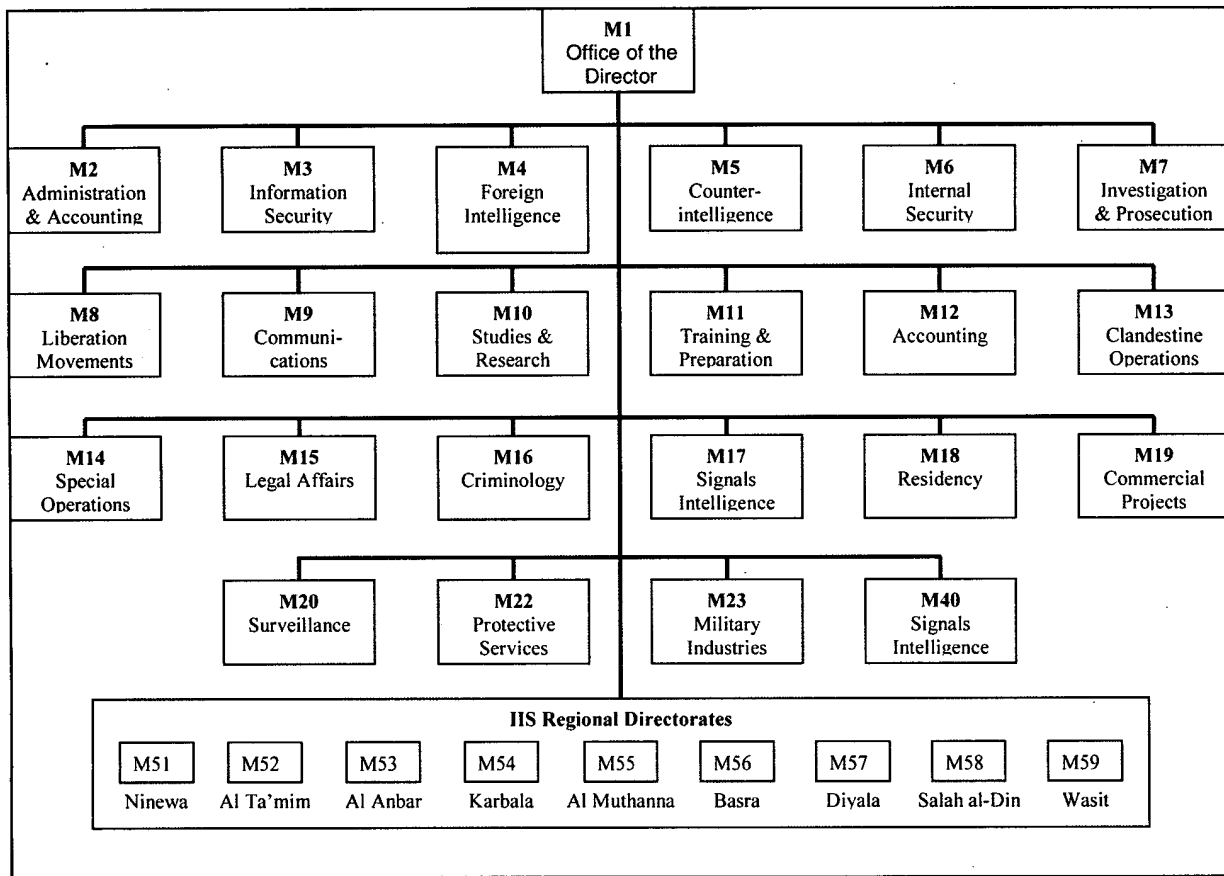 M1
Office of the
Director
M2
Administration
& Accounting
M3
Information
Security
M4
Foreign
Intelligence
M5
Counter-
intelligence
M6
Internal
Security
M7
Investigation
& Prosecution
M8
Liberation
Movements
M9
Communi-
cations
M10
Studies &
Research
M11
Training &
Preparation
M12
Accounting
M13
Clandestine
Operations
M14
Special
Operations
M15
Legal Affairs
M16
Criminology
M17
Signals
Intelligence
M18
Residency
M19
Commercial
Projects
M20
Surveillance
M22
Protective
Services
M23
Military
Industries
M40
Signals
Intelligence
IIS Regional Directorates
M51 M52 M53 M54 M55 M56 M57 M58 M59
Ninewa Al Ta’mim Al Anbar Karbala Al Muthanna Basra Diyala Salah al-Din Wasit